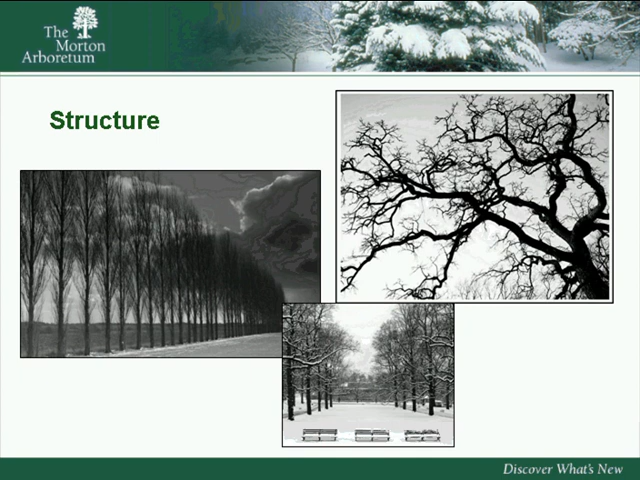 The
Morton
Arboretum
Structure
Discover What's New